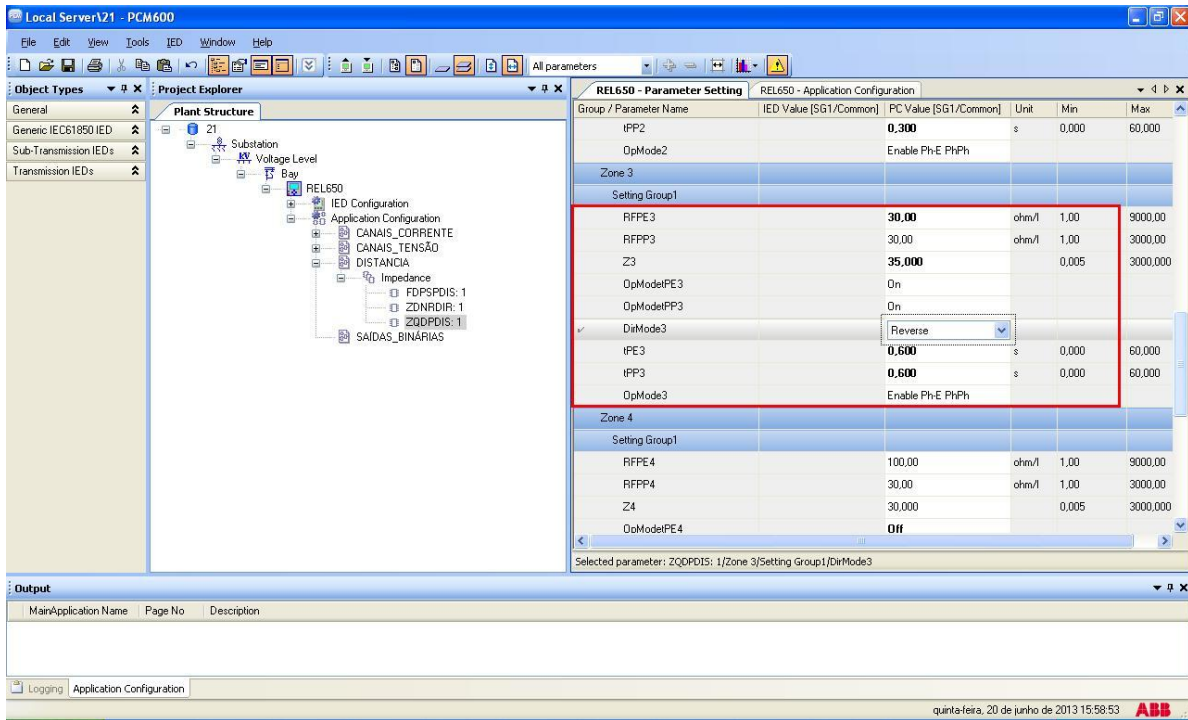 Local Server\21 - PCM600
File Edit View Tools IED Window Help
All parameters
Object Types
General
Generic IEC61850 IED
Sub-Transmission IEDs
Transmission IEDs
Project Explorer
Plant Structure
21
Substation
Voltage Level
Bay
REL650
IED Configuration
Application Configuration
CANAIS_CORRENTE
CANAIS_TENSÃO
DISTANCIA
Impedance
FDPSPDIS: 1
ZDNRDIR: 1
ZQDPDIS: 1
SAÍDAS_BINÁRIAS
REL650 - Parameter Setting REL650 - Application Configuration
Group / Parameter Name IED Value [SG1/Common] PC Value [SG1/Common] Unit Min Max
tPP2 0,300 s 0,000 60,000
OpMode2 Enable Ph-E PhPh
Zone 3
Setting Group1
RFPE3 30,00 ohm/l 1,00 9000,00
RFPP3 30,00 ohm/l 1,00 3000,00
Z3 35,000 0,005 3000,000
OpModetPE3 On
OpModetPP3 On
DirMode3 Reverse
tPE3 0,600 s 0,000 60,000
tPP3 0,600 s 0,000 60,000
OpMode3 Enable Ph-E PhPh
Zone 4
Setting Group1
RFPE4 100,00 ohm/l 1,00 9000,00
RFPP4 30,00 ohm/l 1,00 3000,00
Z4 30,000 0,005 3000,000
OpModetPE4 Off
Selected parameter: ZQDPDIS: 1/Zone 3/Setting Group1/DirMode3
Output
MainApplication Name Page No Description
Logging Application Configuration
quinta-feira, 20 de junho de 2013 15:58:53 ABB